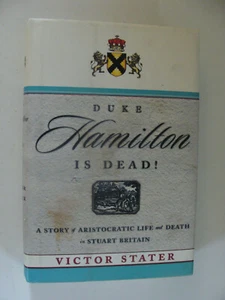 DUKE
Hamilton
IS DEAD!
A STORY of ARISTOCRATIC LIFE and DEATH
in STUART BRITAIN
VICTOR STATER